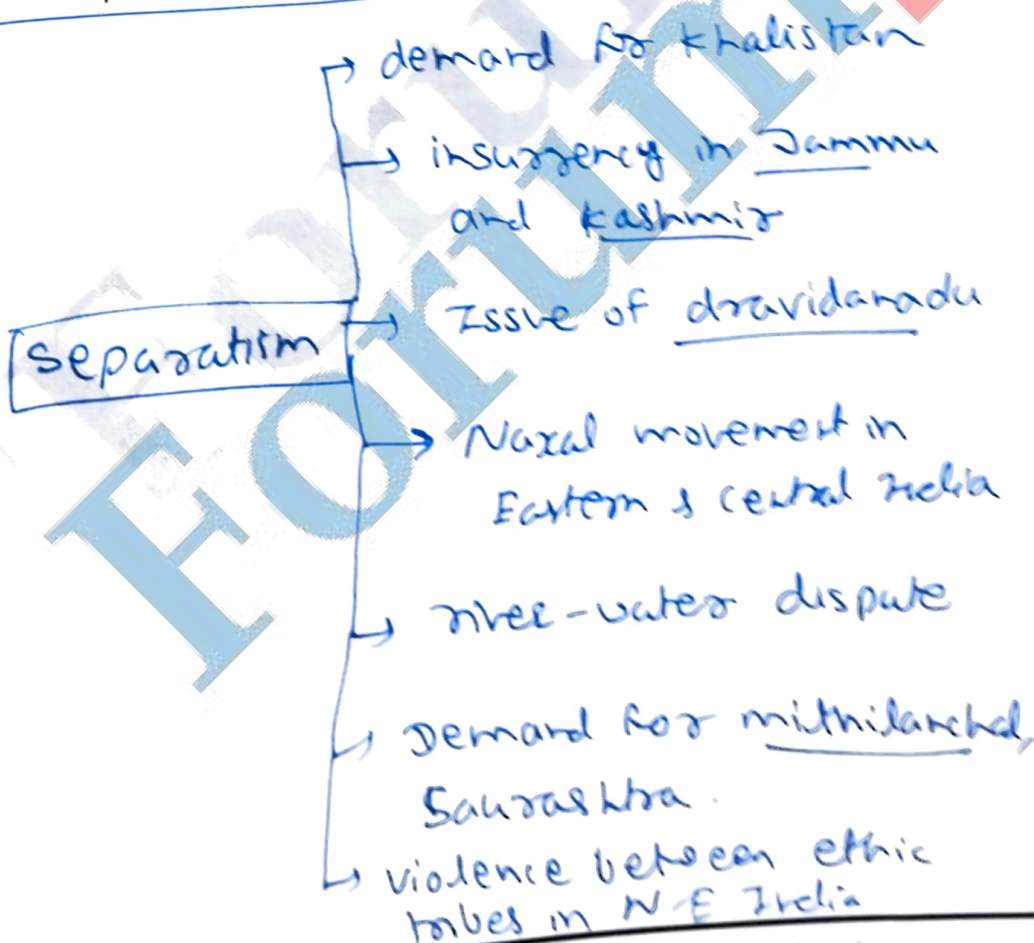 demand for Khalistan
insurgency in Jammu
and Kashmir
Issue of dravidanadu
Separatism
Naxal movement in
Eastern & central India
river-water dispute
Demand for mithilanchal,
Saurashtra.
violence between ethic
tribes in N-E India
Forum
Forum